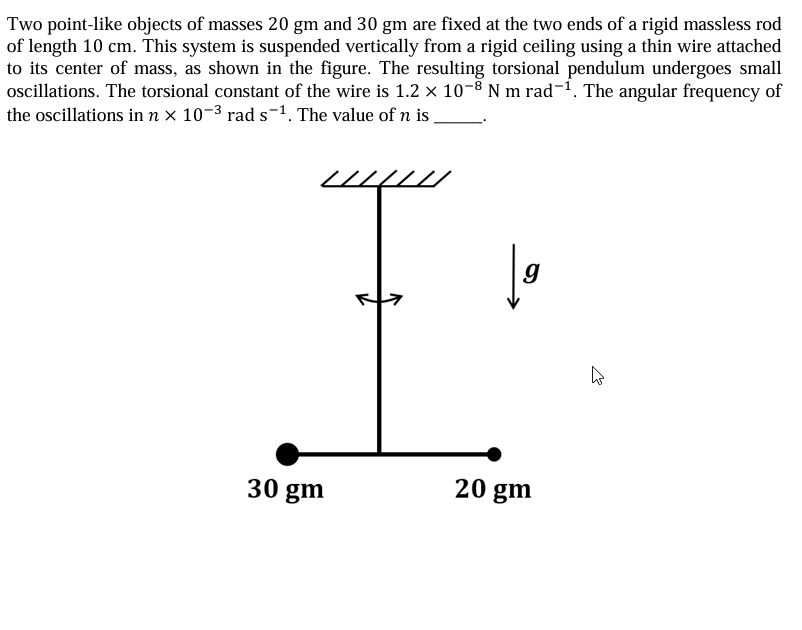 Two point-like objects of masses 20 gm and 30 gm are fixed at the two ends of a rigid massless rod
of length 10 cm. This system is suspended vertically from a rigid ceiling using a thin wire attached
to its center of mass, as shown in the figure. The resulting torsional pendulum undergoes small
oscillations. The torsional constant of the wire is 1.2 × 10⁻⁸ N m rad⁻¹. The angular frequency of
the oscillations in n × 10⁻³ rad s⁻¹. The value of n is _____.
g
30 gm 20 gm